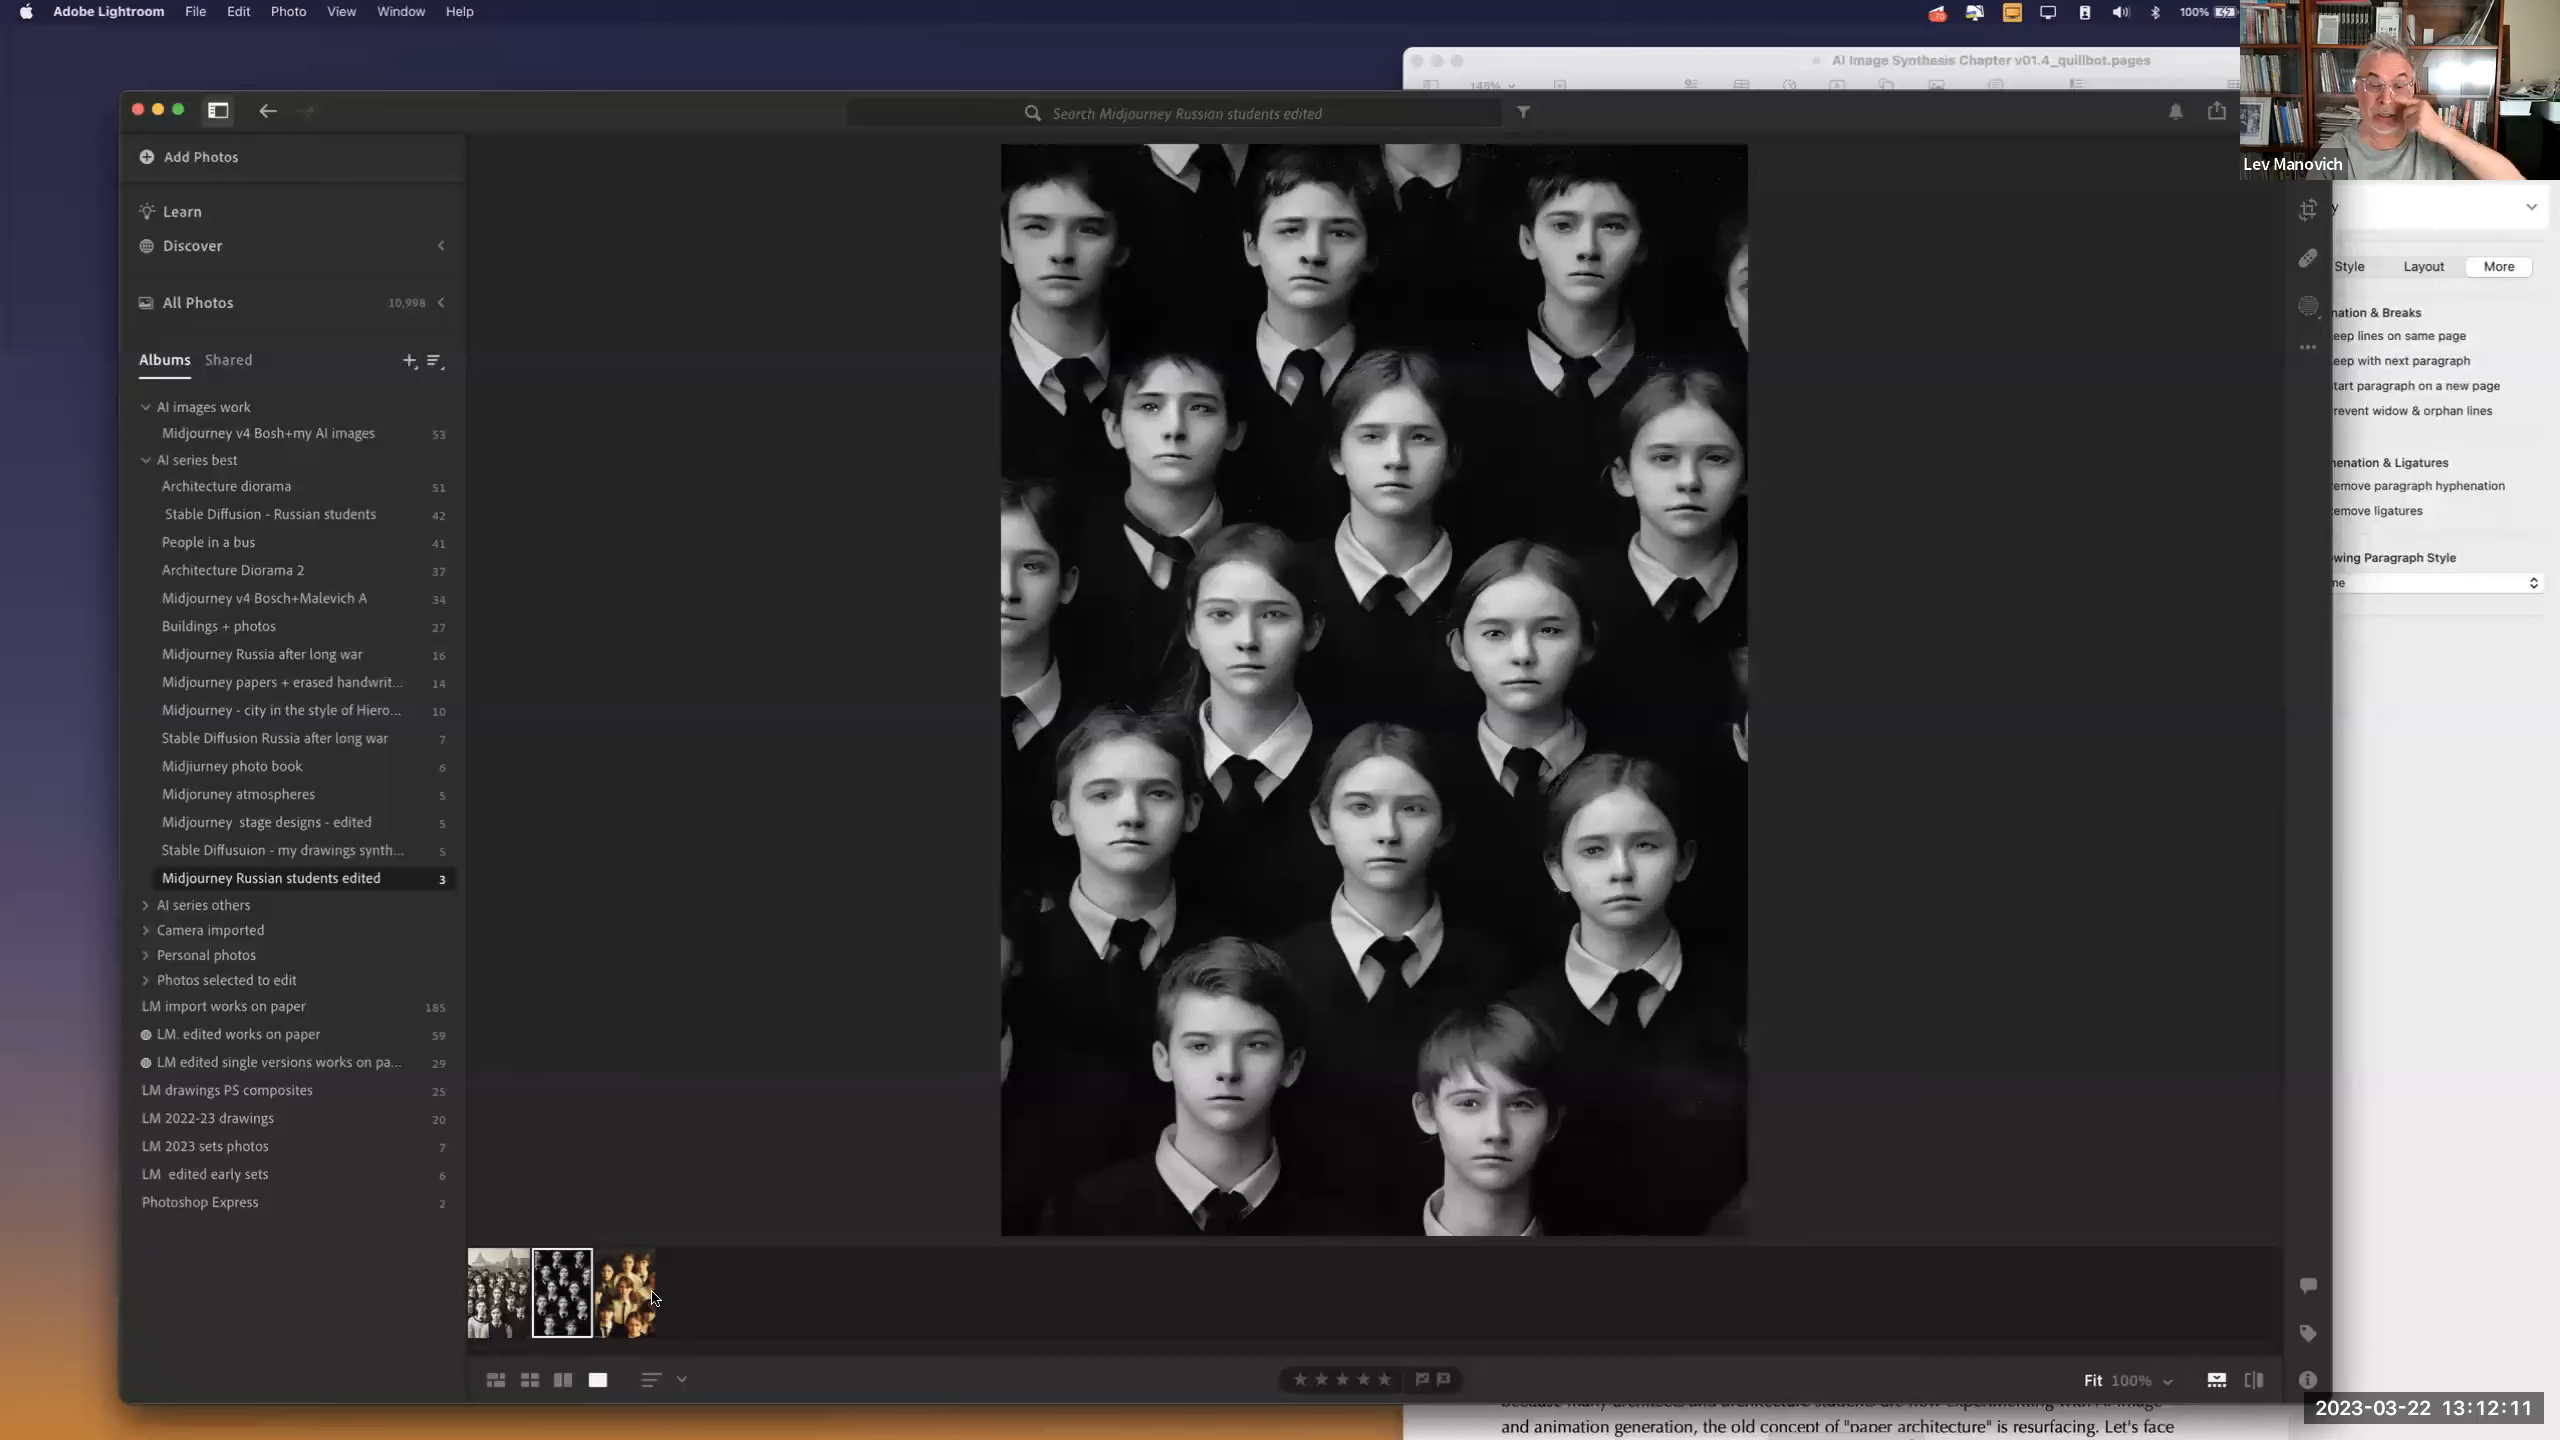 Adobe Lightroom File Edit Photo View Window Help
100%
AI Image Synthesis Chapter v01.4_quillbot.pages
145%
Search Midjourney Russian students edited
Lev Manovich
Add Photos
Learn
Discover
All Photos 10,998
Albums Shared
AI images work
Midjourney v4 Bosh+my AI images 53
AI series best
Architecture diorama 51
Stable Diffusion - Russian students 42
People in a bus 41
Architecture Diorama 2 37
Midjourney v4 Bosch+Malevich A 34
Buildings + photos 27
Midjourney Russia after long war 16
Midjourney papers + erased handwrit... 14
Midjourney - city in the style of Hiero... 10
Stable Diffusion Russia after long war 7
Midjiurney photo book 6
Midjoruney atmospheres 5
Midjourney stage designs - edited 5
Stable Diffusuion - my drawings synth... 5
Midjourney Russian students edited 3
AI series others
Camera imported
Personal photos
Photos selected to edit
LM import works on paper 185
LM. edited works on paper 59
LM edited single versions works on pa... 29
LM drawings PS composites 25
LM 2022-23 drawings 20
LM 2023 sets photos 7
LM edited early sets 6
Photoshop Express 2
y
Style Layout More
nation & Breaks
eep lines on same page
eep with next paragraph
tart paragraph on a new page
revent widow & orphan lines
henation & Ligatures
emove paragraph hyphenation
emove ligatures
wing Paragraph Style
ne
Fit 100%
2023-03-22 13:12:11
and animation generation, the old concept of "paper architecture" is resurfacing. Let's face